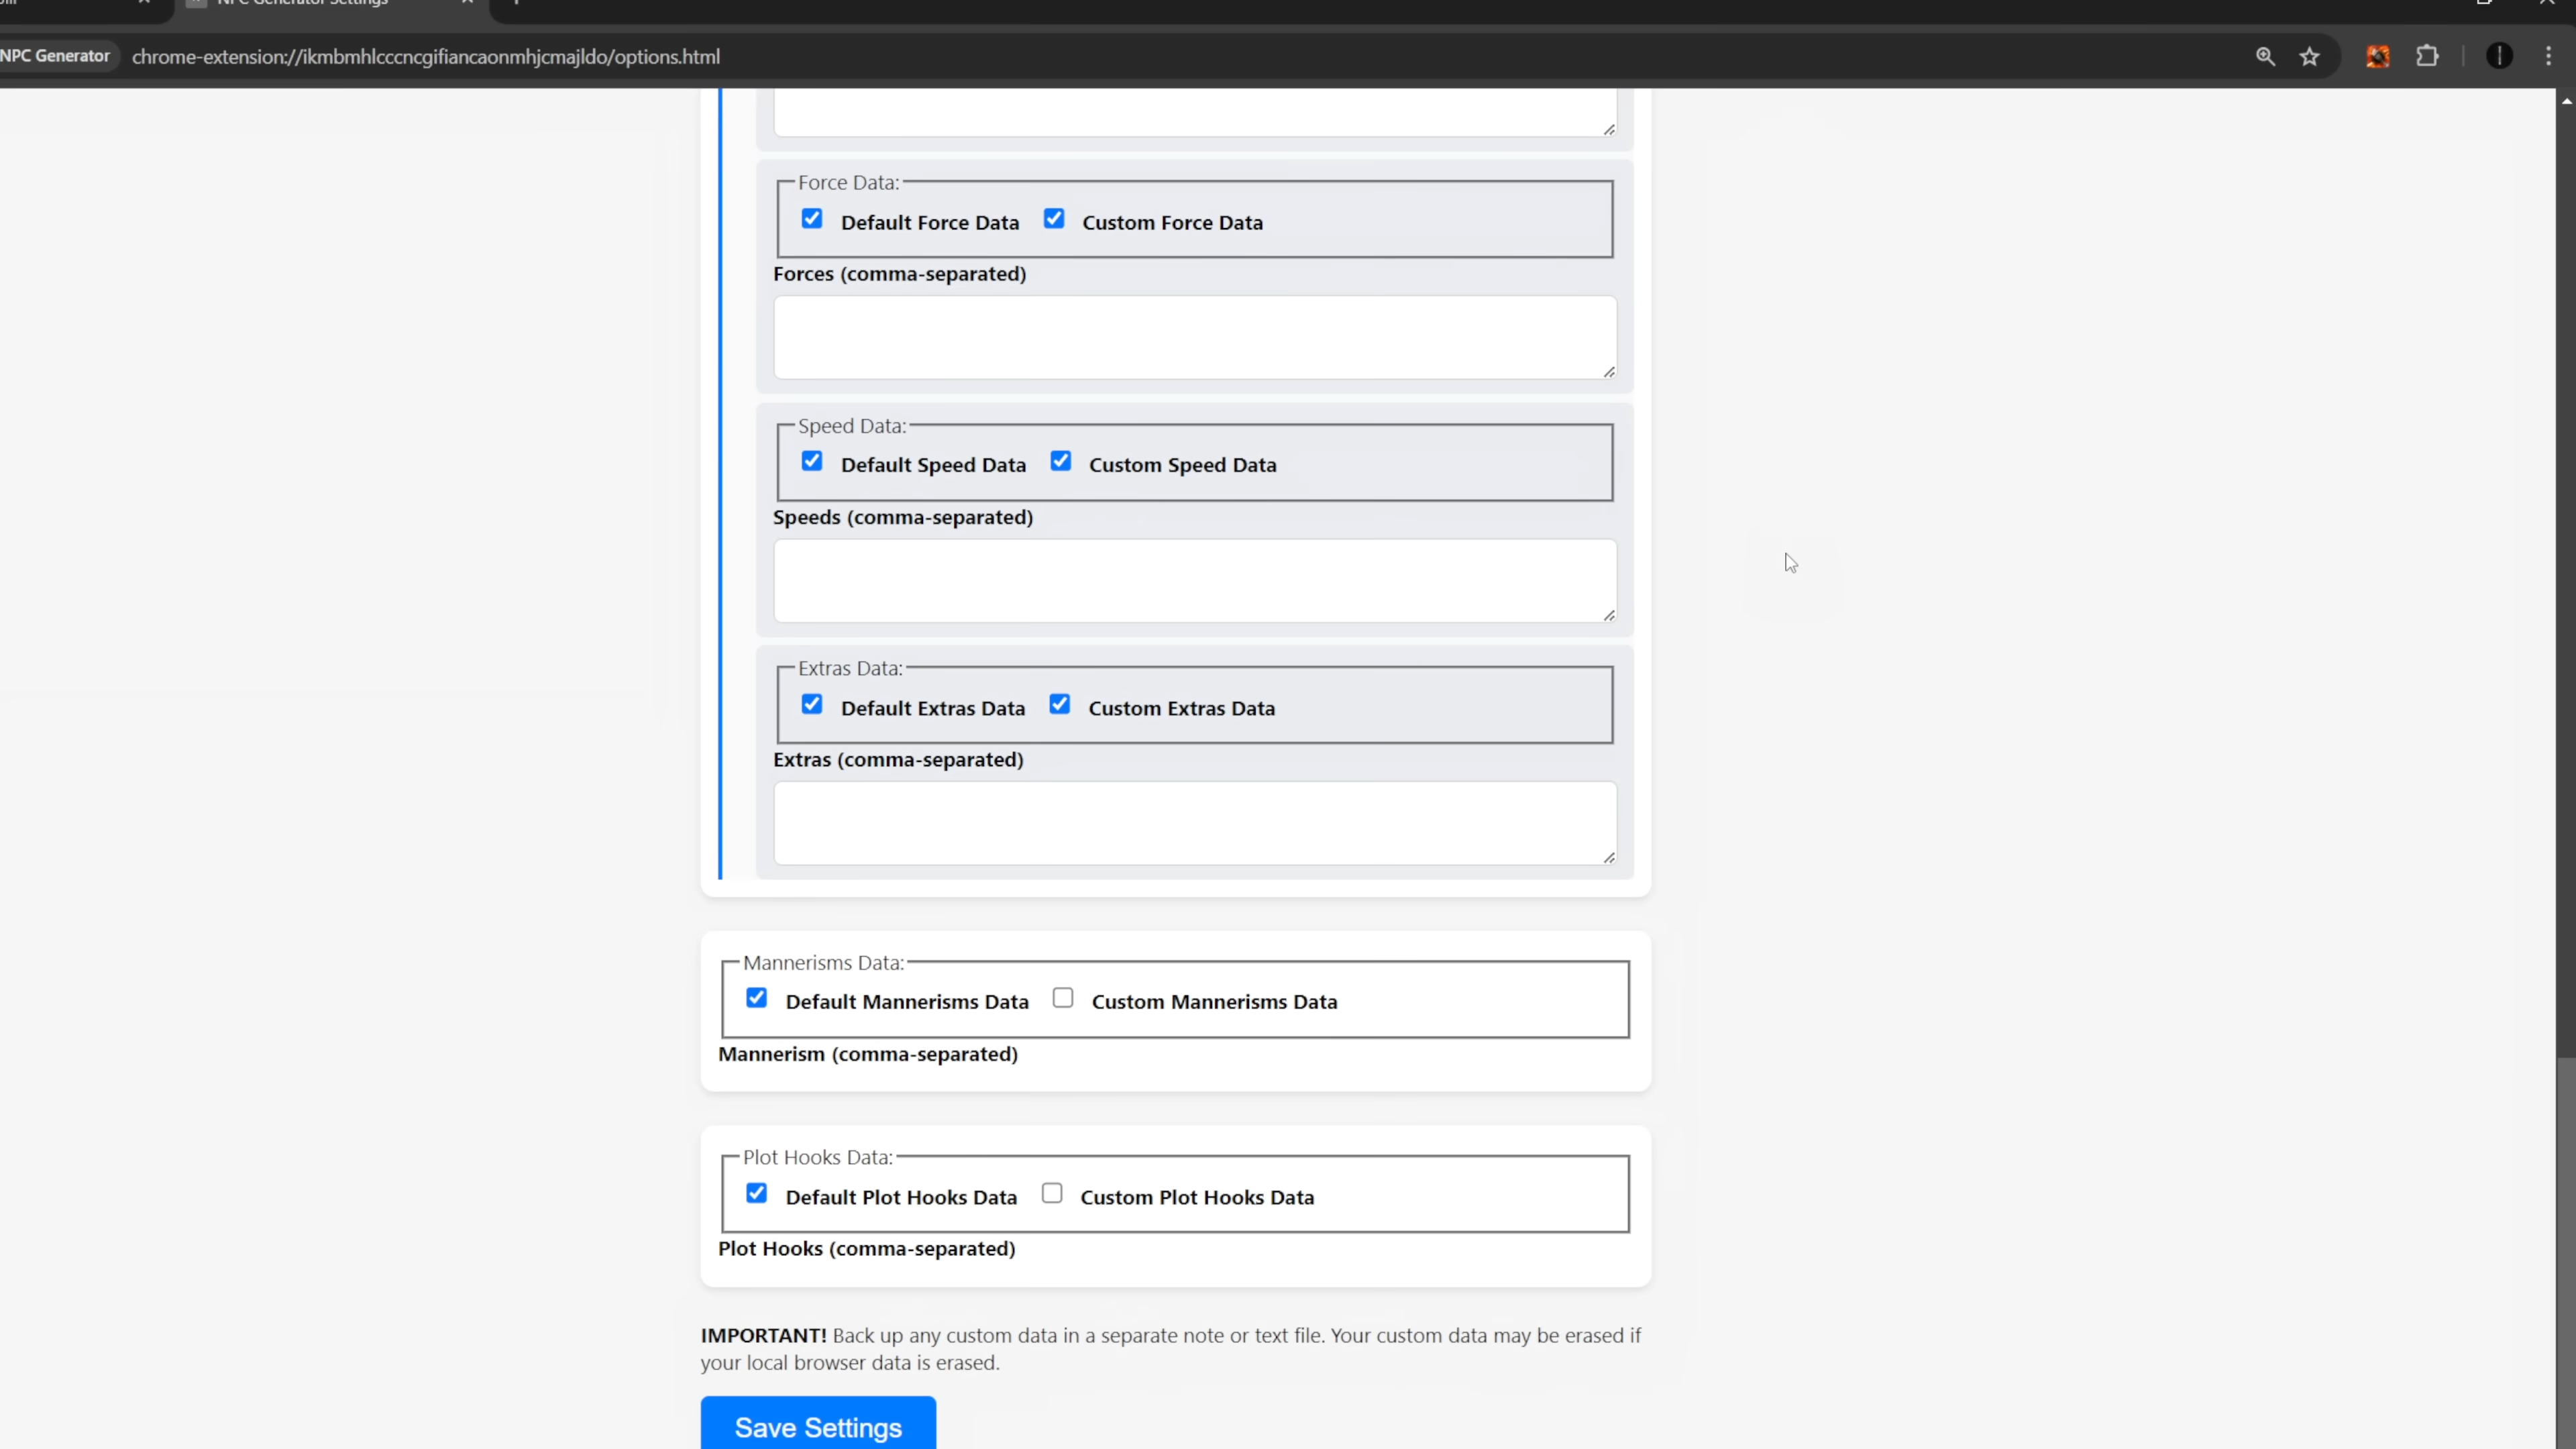 NPC Generator Settings
NPC Generator
chrome-extension://ikmbmhlcccncgifiancaonmhjcmajldo/options.html
Force Data:
Default Force Data Custom Force Data
Forces (comma-separated)
Speed Data:
Default Speed Data Custom Speed Data
Speeds (comma-separated)
Extras Data:
Default Extras Data Custom Extras Data
Extras (comma-separated)
Mannerisms Data:
Default Mannerisms Data Custom Mannerisms Data
Mannerism (comma-separated)
Plot Hooks Data:
Default Plot Hooks Data Custom Plot Hooks Data
Plot Hooks (comma-separated)
IMPORTANT! Back up any custom data in a separate note or text file. Your custom data may be erased if
your local browser data is erased.
Save Settings